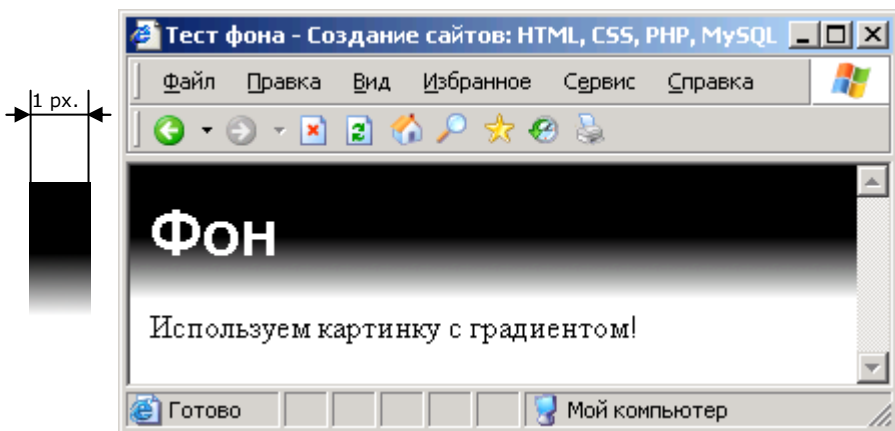 Тест фона - Создание сайтов: HTML, CSS, PHP, MySQL
Файл Правка Вид Избранное Сервис Справка
1 px.
Фон
Используем картинку с градиентом!
Готово Мой компьютер